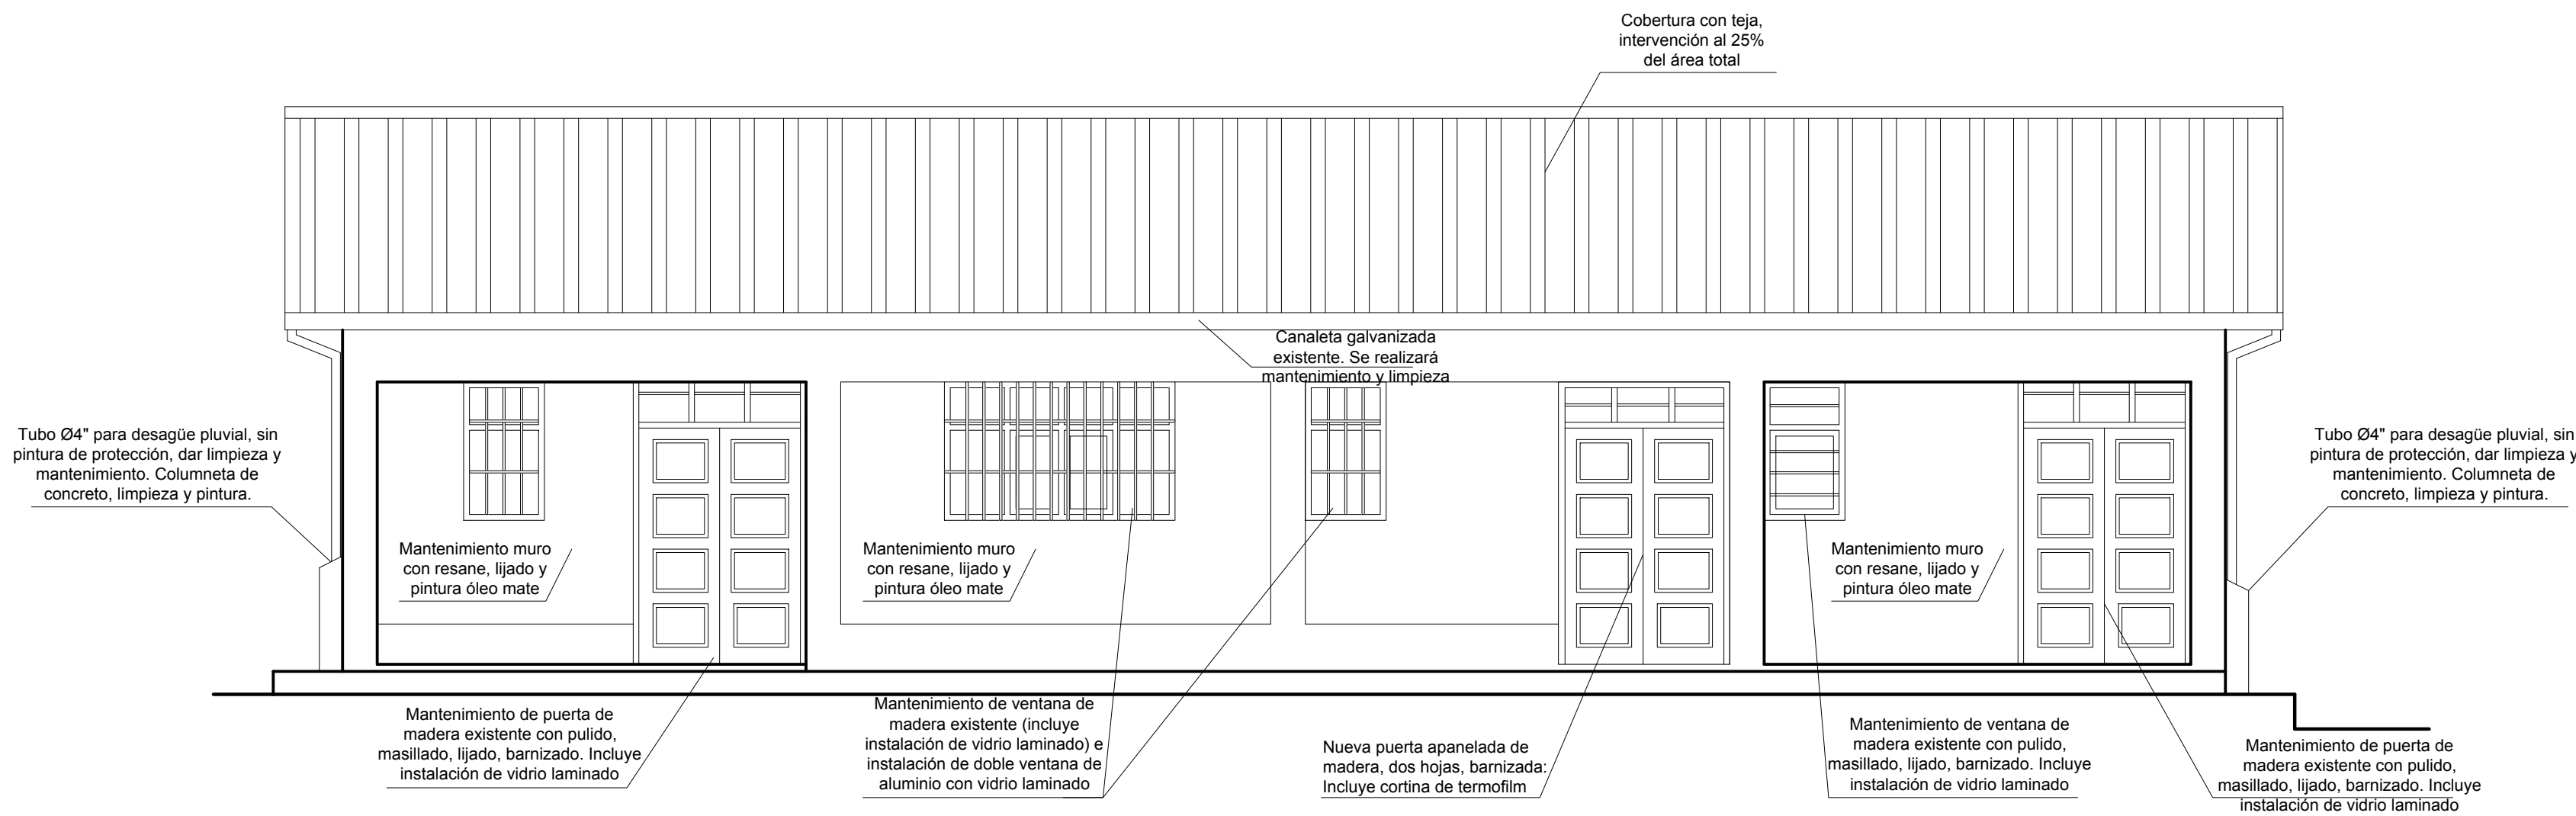 Cobertura con teja,
intervención al 25%
del área total
Canaleta galvanizada
existente. Se realizará
mantenimiento y limpieza
Tubo Ø4" para desagüe pluvial, sin
pintura de protección, dar limpieza y
mantenimiento. Columneta de
concreto, limpieza y pintura.
Tubo Ø4" para desagüe pluvial, sin
pintura de protección, dar limpieza y
mantenimiento. Columneta de
concreto, limpieza y pintura.
Mantenimiento muro
con resane, lijado y
pintura óleo mate
Mantenimiento muro
con resane, lijado y
pintura óleo mate
Mantenimiento muro
con resane, lijado y
pintura óleo mate
Mantenimiento de puerta de
madera existente con pulido,
masillado, lijado, barnizado. Incluye
instalación de vidrio laminado
Mantenimiento de ventana de
madera existente (incluye
instalación de vidrio laminado) e
instalación de doble ventana de
aluminio con vidrio laminado
Nueva puerta apanelada de
madera, dos hojas, barnizada:
Incluye cortina de termofilm
Mantenimiento de ventana de
madera existente con pulido,
masillado, lijado, barnizado. Incluye
instalación de vidrio laminado
Mantenimiento de puerta de
madera existente con pulido,
masillado, lijado, barnizado. Incluye
instalación de vidrio laminado